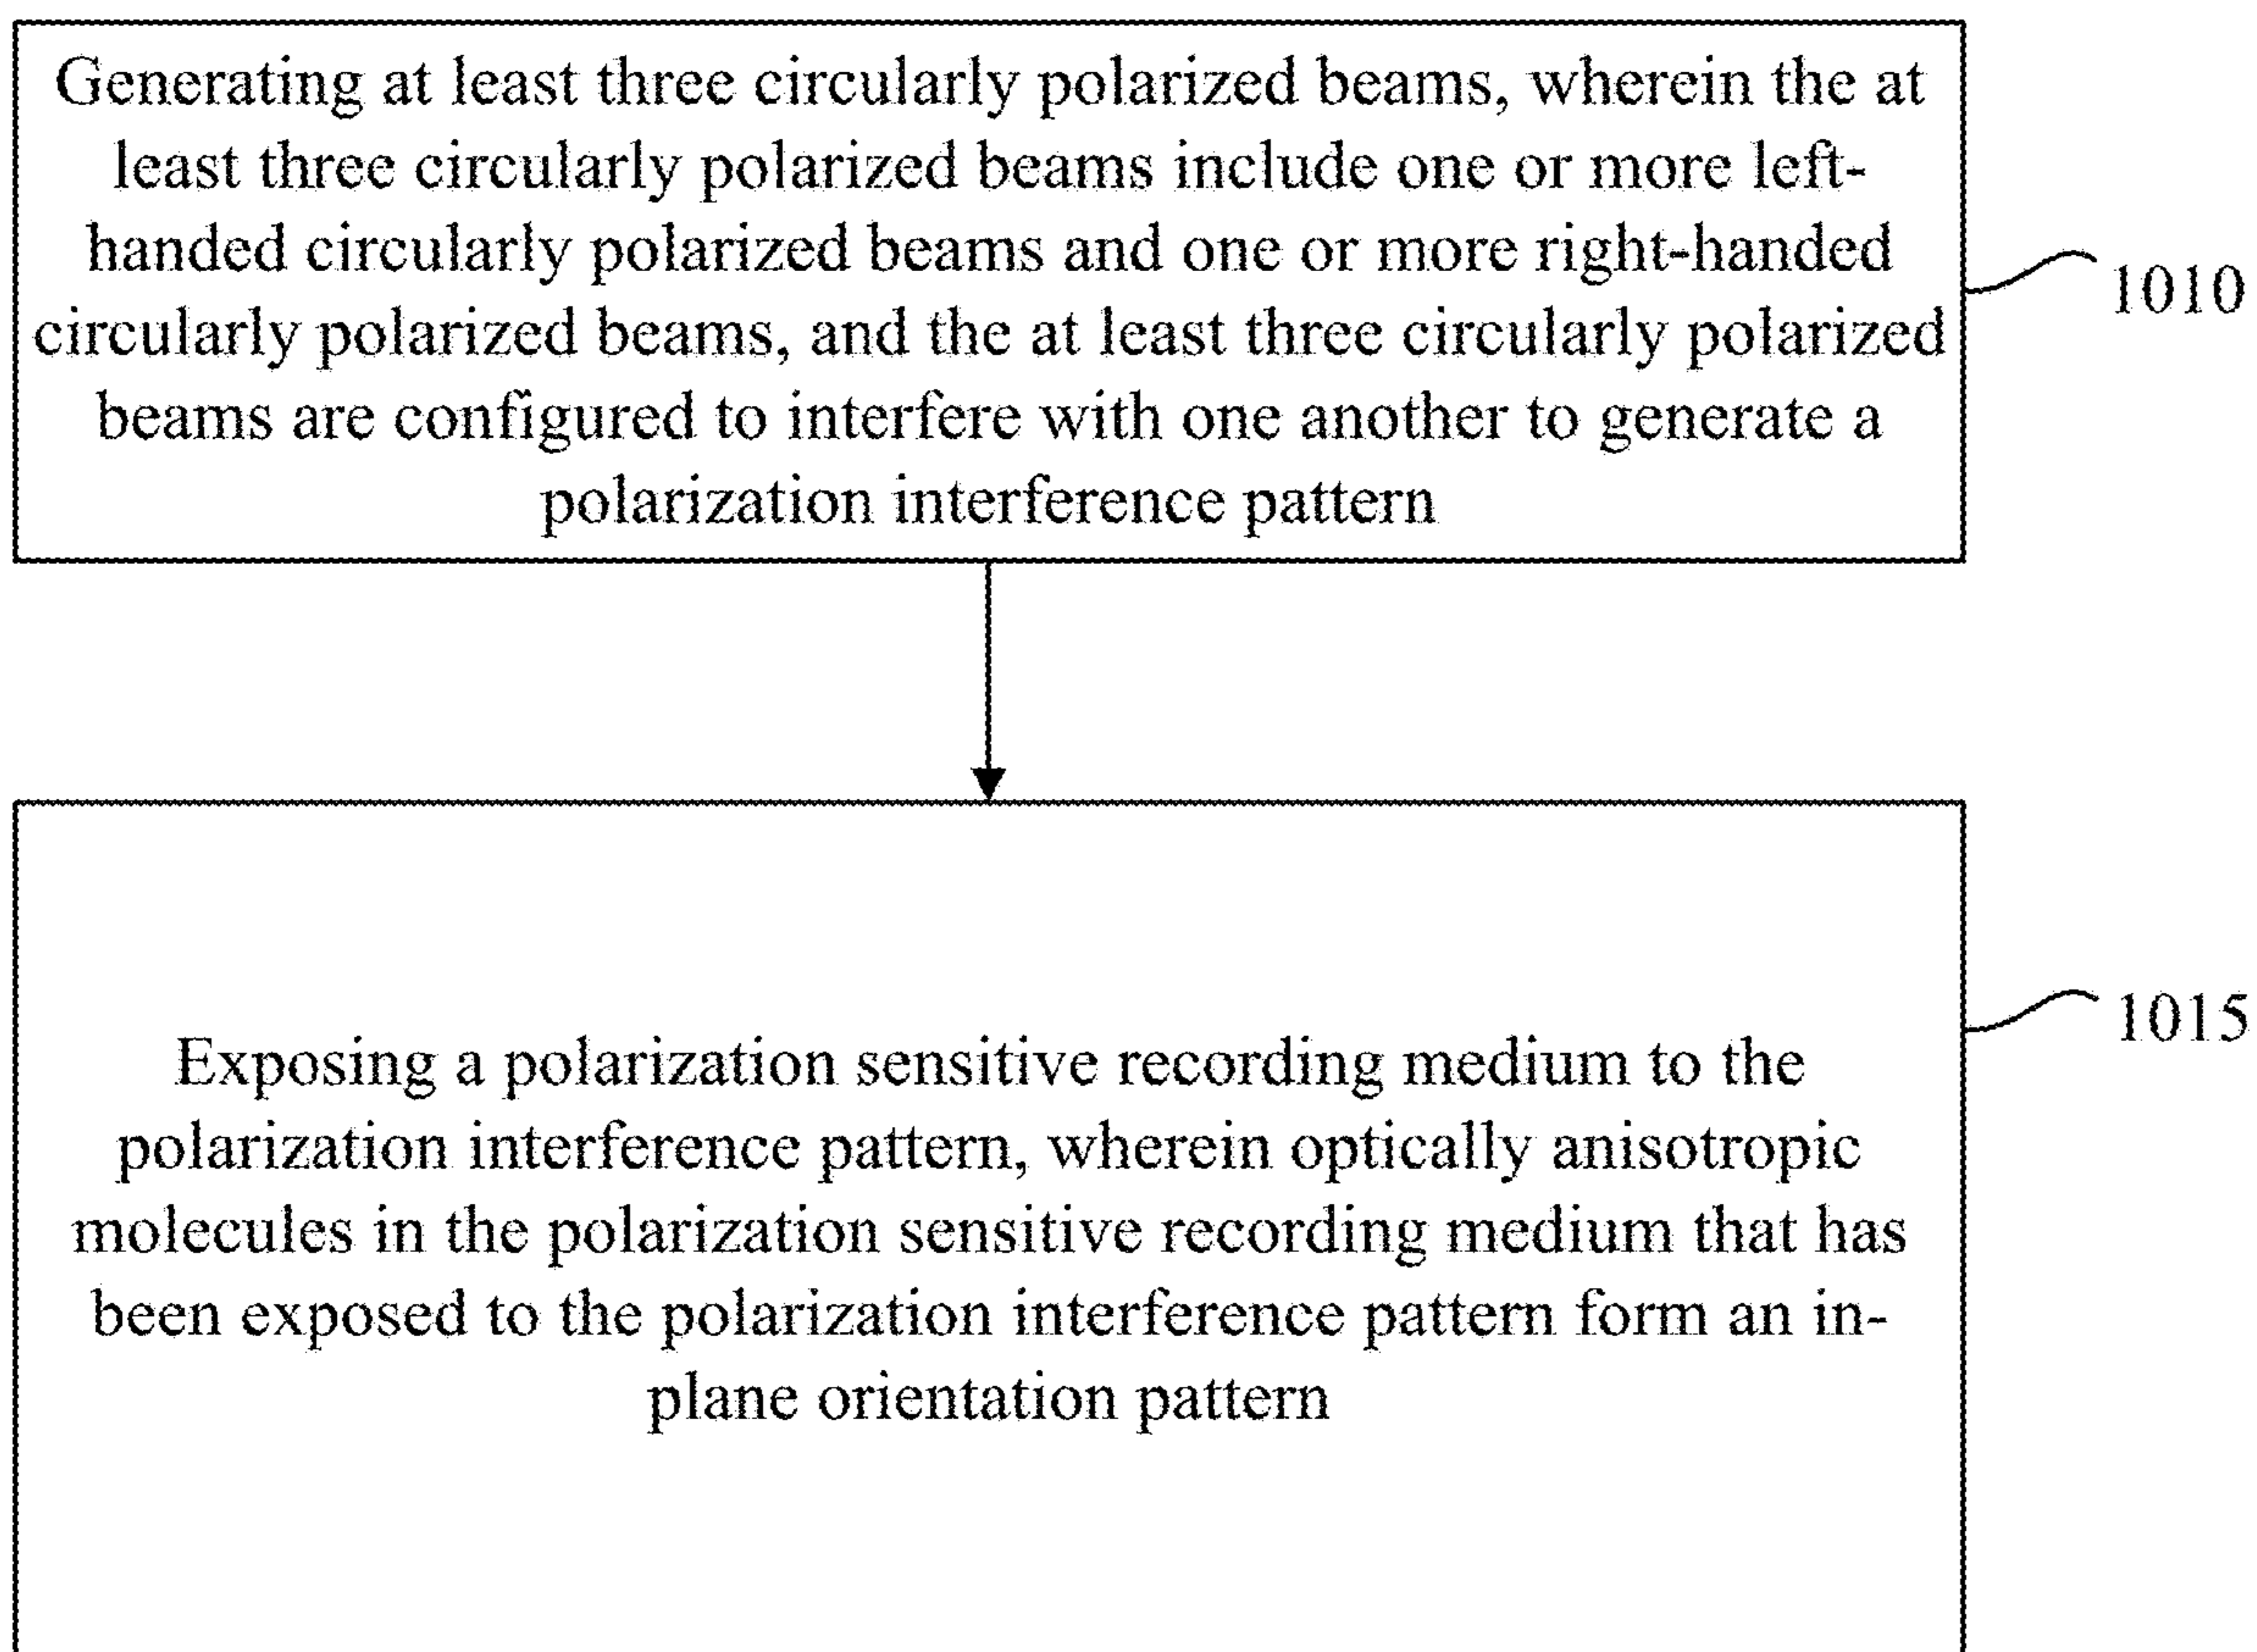 Generating at least three circularly polarized beams, wherein the at
least three circularly polarized beams include one or more left-
handed circularly polarized beams and one or more right-handed
circularly polarized beams, and the at least three circularly polarized
beams are configured to interfere with one another to generate a
polarization interference pattern
1010
Exposing a polarization sensitive recording medium to the
polarization interference pattern, wherein optically anisotropic
molecules in the polarization sensitive recording medium that has
been exposed to the polarization interference pattern form an in-
plane orientation pattern
1015